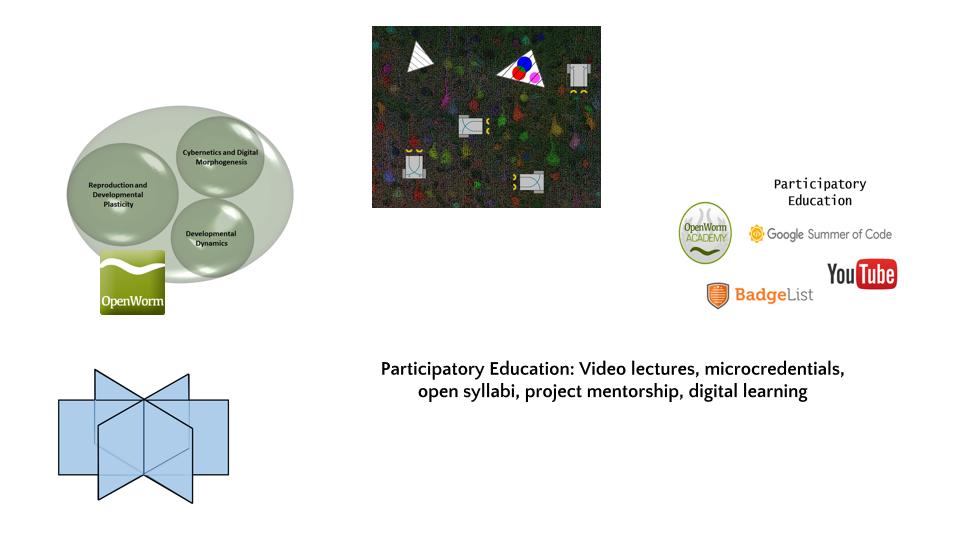 Cybernetics and Digital
Morphogenesis
Reproduction and
Developmental
Plasticity
Developmental
Dynamics
OpenWorm
Participatory
Education
OpenWorm
ACADEMY
Google Summer of Code
YouTube
BadgeList
Participatory Education: Video lectures, microcredentials,
open syllabi, project mentorship, digital learning